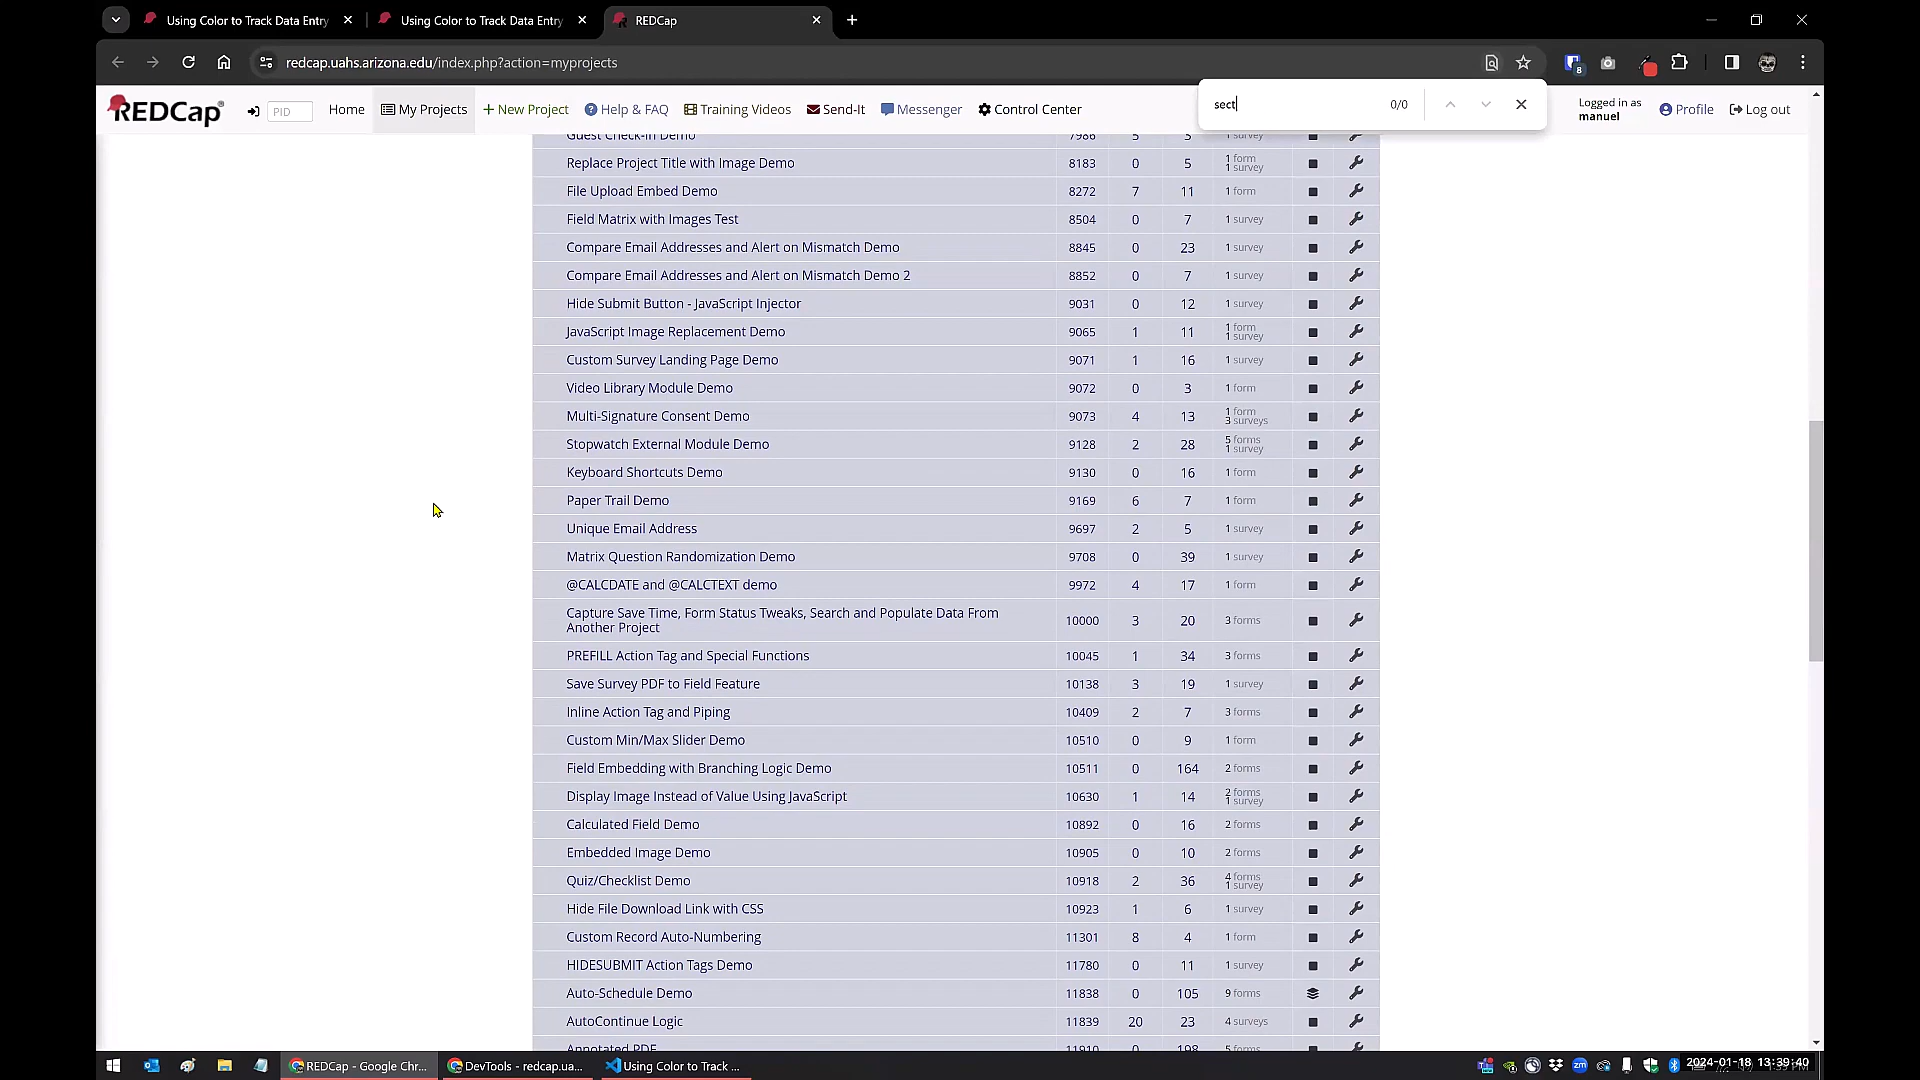 Using Color to Track Data Entry
Using Color to Track Data Entry
REDCap
redcap.uahs.arizona.edu/index.php?action=myprojects
8
sect
0/0
REDCap
PID
Home
My Projects
New Project
Help & FAQ
Training Videos
Send-It
Messenger
Control Center
Logged in as
manuel
Profile
Log out
Guest Check-In Demo 7986 5 3 1 survey
Replace Project Title with Image Demo 8183 0 5 1 form 1 survey
File Upload Embed Demo 8272 7 11 1 form
Field Matrix with Images Test 8504 0 7 1 survey
Compare Email Addresses and Alert on Mismatch Demo 8845 0 23 1 survey
Compare Email Addresses and Alert on Mismatch Demo 2 8852 0 7 1 survey
Hide Submit Button - JavaScript Injector 9031 0 12 1 survey
JavaScript Image Replacement Demo 9065 1 11 1 form 1 survey
Custom Survey Landing Page Demo 9071 1 16 1 survey
Video Library Module Demo 9072 0 3 1 form
Multi-Signature Consent Demo 9073 4 13 1 form 3 surveys
Stopwatch External Module Demo 9128 2 28 5 forms 1 survey
Keyboard Shortcuts Demo 9130 0 16 1 form
Paper Trail Demo 9169 6 7 1 form
Unique Email Address 9697 2 5 1 survey
Matrix Question Randomization Demo 9708 0 39 1 survey
@CALCDATE and @CALCTEXT demo 9972 4 17 1 form
Capture Save Time, Form Status Tweaks, Search and Populate Data From
Another Project 10000 3 20 3 forms
PREFILL Action Tag and Special Functions 10045 1 34 3 forms
Save Survey PDF to Field Feature 10138 3 19 1 survey
Inline Action Tag and Piping 10409 2 7 3 forms
Custom Min/Max Slider Demo 10510 0 9 1 form
Field Embedding with Branching Logic Demo 10511 0 164 2 forms
Display Image Instead of Value Using JavaScript 10630 1 14 2 forms 1 survey
Calculated Field Demo 10892 0 16 2 forms
Embedded Image Demo 10905 0 10 2 forms
Quiz/Checklist Demo 10918 2 36 4 forms 1 survey
Hide File Download Link with CSS 10923 1 6 1 survey
Custom Record Auto-Numbering 11301 8 4 1 form
HIDESUBMIT Action Tags Demo 11780 0 11 1 survey
Auto-Schedule Demo 11838 0 105 9 forms
AutoContinue Logic 11839 20 23 4 surveys
Annotated PDF 11910 0 198 5 forms
REDCap - Google Chr...
DevTools - redcap.ua...
Using Color to Track ...
2024-01-18 13:39:40